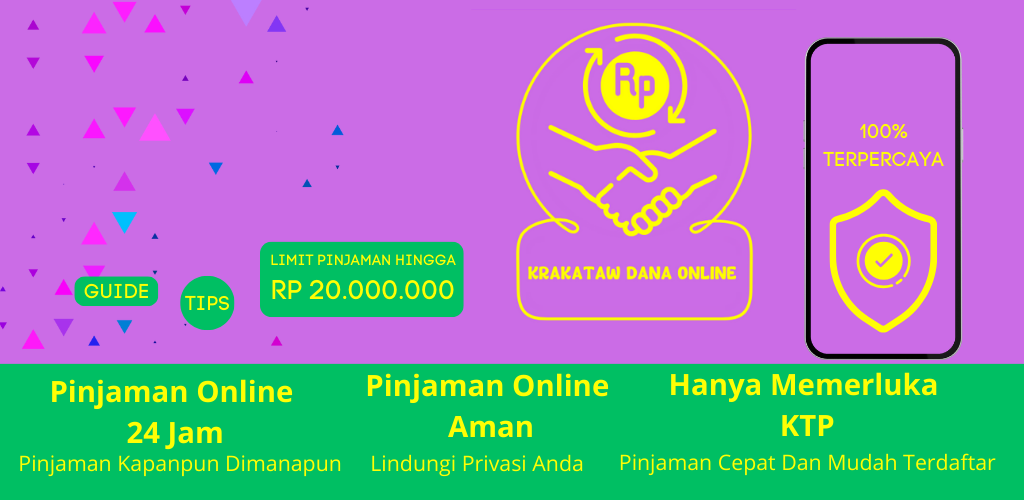 Rp
100%
TERPERCAYA
LIMIT PINJAMAN HINGGA
RP 20.000.000
GUIDE
TIPS
KRAKATAW DANA ONLINE
Pinjaman Online
24 Jam
Pinjaman Kapanpun Dimanapun
Pinjaman Online
Aman
Lindungi Privasi Anda
Hanya Memerluka
KTP
Pinjaman Cepat Dan Mudah Terdaftar